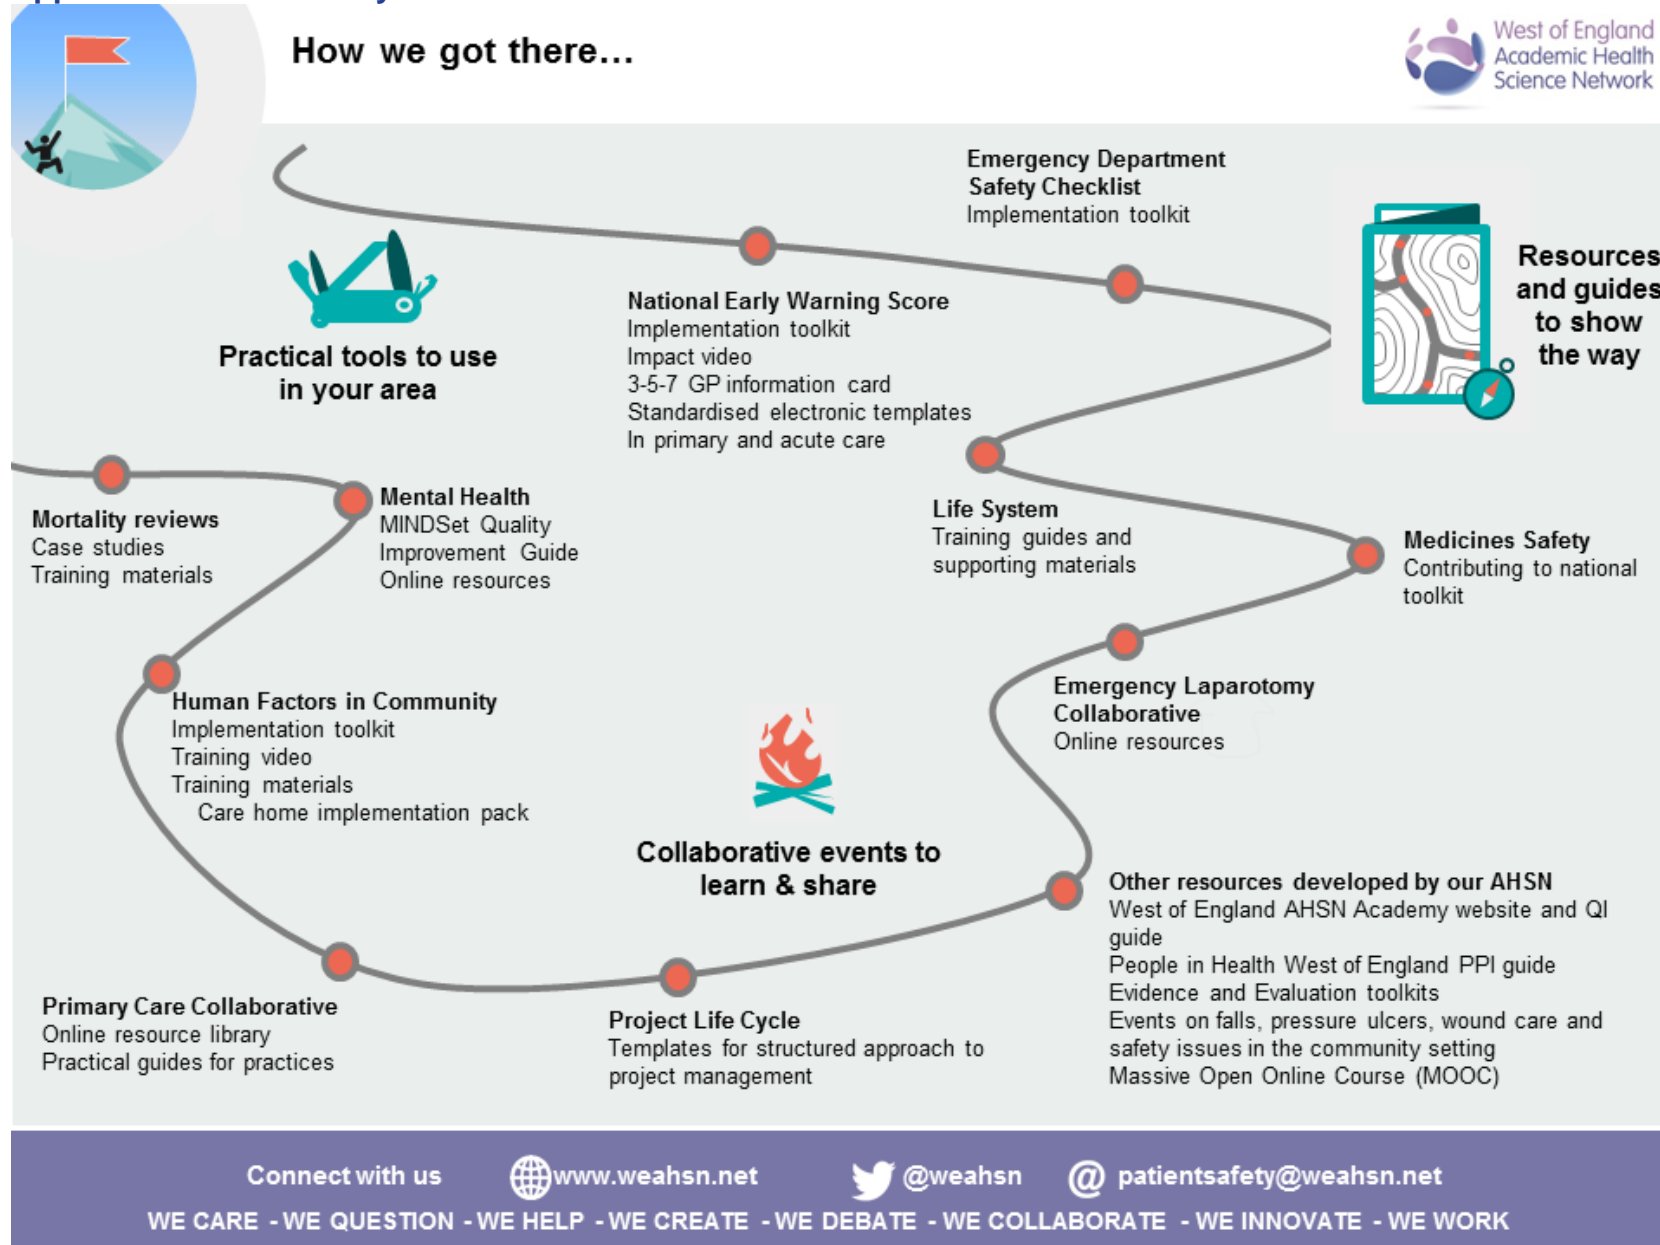 How we got there...
West of England
Academic Health
Science Network
Emergency Department
Safety Checklist
Implementation toolkit
Resources
and guides
to show
the way
Practical tools to use
in your area
National Early Warning Score
Implementation toolkit
Impact video
3-5-7 GP information card
Standardised electronic templates
In primary and acute care
Mortality reviews
Case studies
Training materials
Mental Health
MINDSet Quality
Improvement Guide
Online resources
Life System
Training guides and
supporting materials
Medicines Safety
Contributing to national
toolkit
Human Factors in Community
Implementation toolkit
Training video
Training materials
Care home implementation pack
Emergency Laparotomy
Collaborative
Online resources
Collaborative events to
learn & share
Other resources developed by our AHSN
West of England AHSN Academy website and QI
guide
People in Health West of England PPI guide
Evidence and Evaluation toolkits
Events on falls, pressure ulcers, wound care and
safety issues in the community setting
Massive Open Online Course (MOOC)
Primary Care Collaborative
Online resource library
Practical guides for practices
Project Life Cycle
Templates for structured approach to
project management
Connect with us www.weahsn.net @weahsn @ patientsafety@weahsn.net
WE CARE - WE QUESTION - WE HELP - WE CREATE - WE DEBATE - WE COLLABORATE - WE INNOVATE - WE WORK